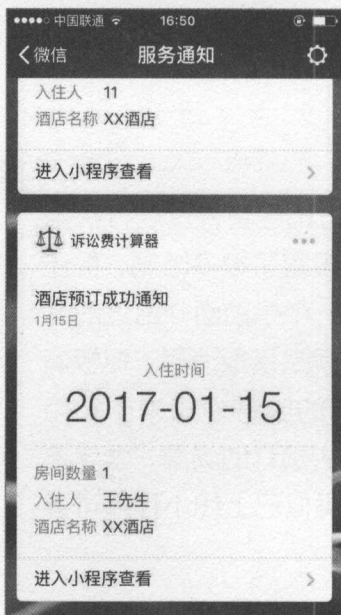 中国联通 16:50
微信 服务通知
入住人 11
酒店名称 XX酒店
进入小程序查看
诉讼费计算器
酒店预订成功通知
1月15日
入住时间
2017-01-15
房间数量 1
入住人 王先生
酒店名称 XX酒店
进入小程序查看